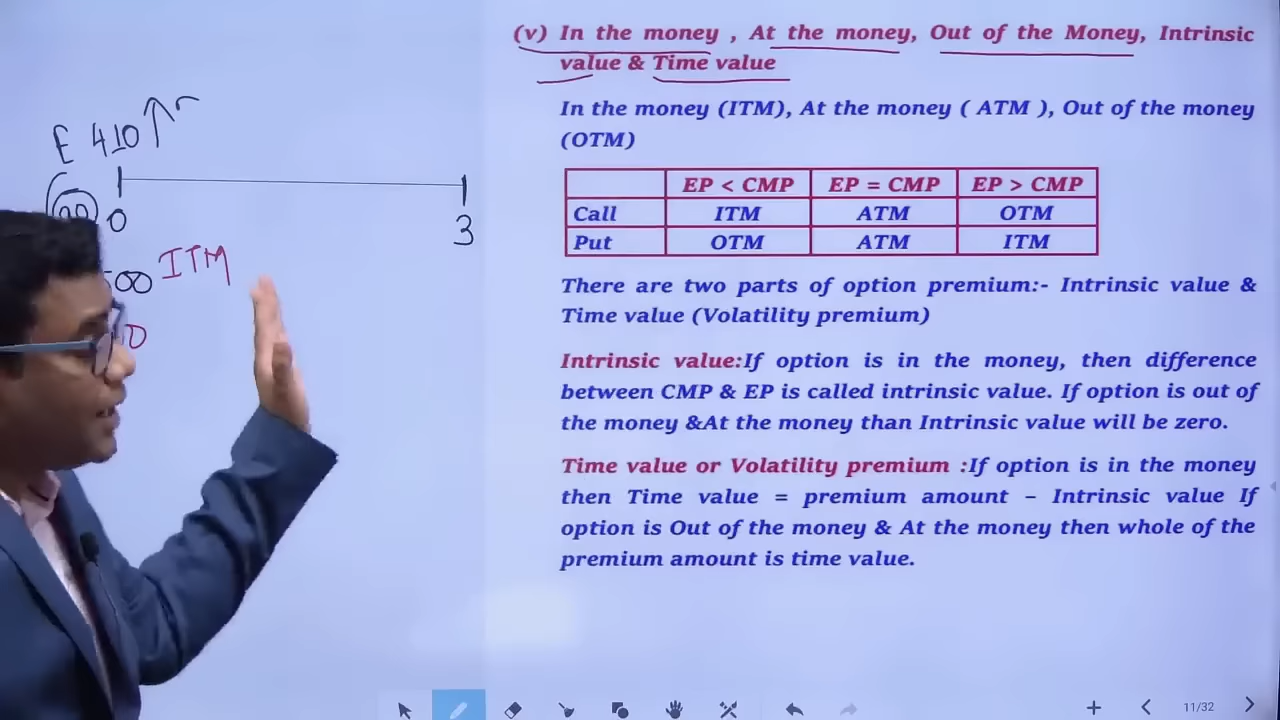 (v) In the money , At the money, Out of the Money, Intrinsic
value & Time value
In the money (ITM), At the money ( ATM ), Out of the money
(OTM)
EP < CMP EP = CMP EP > CMP
Call ITM ATM OTM
Put OTM ATM ITM
There are two parts of option premium:- Intrinsic value &
Time value (Volatility premium)
Intrinsic value:If option is in the money, then difference
between CMP & EP is called intrinsic value. If option is out of
the money &At the money than Intrinsic value will be zero.
Time value or Volatility premium :If option is in the money
then Time value = premium amount – Intrinsic value If
option is Out of the money & At the money then whole of the
premium amount is time value.
E 410
0 3
ITM
11/32